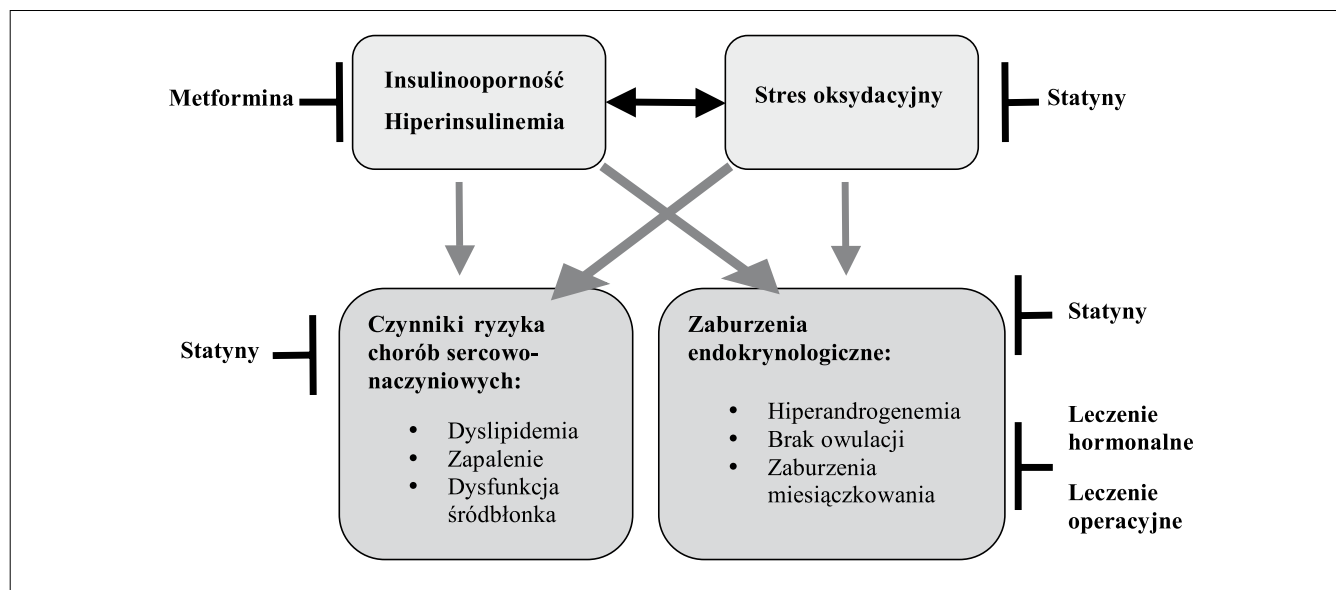 Metformina
Insulinooporność
Hiperinsulinemia
Stres oksydacyjny
Statyny
Statyny
Czynniki ryzyka
chorób sercowo-
naczyniowych:
• Dyslipidemia
• Zapalenie
• Dysfunkcja
śródbłonka
Zaburzenia
endokrynologiczne:
• Hiperandrogenemia
• Brak owulacji
• Zaburzenia
miesiączkowania
Statyny
Leczenie
hormonalne
Leczenie
operacyjne